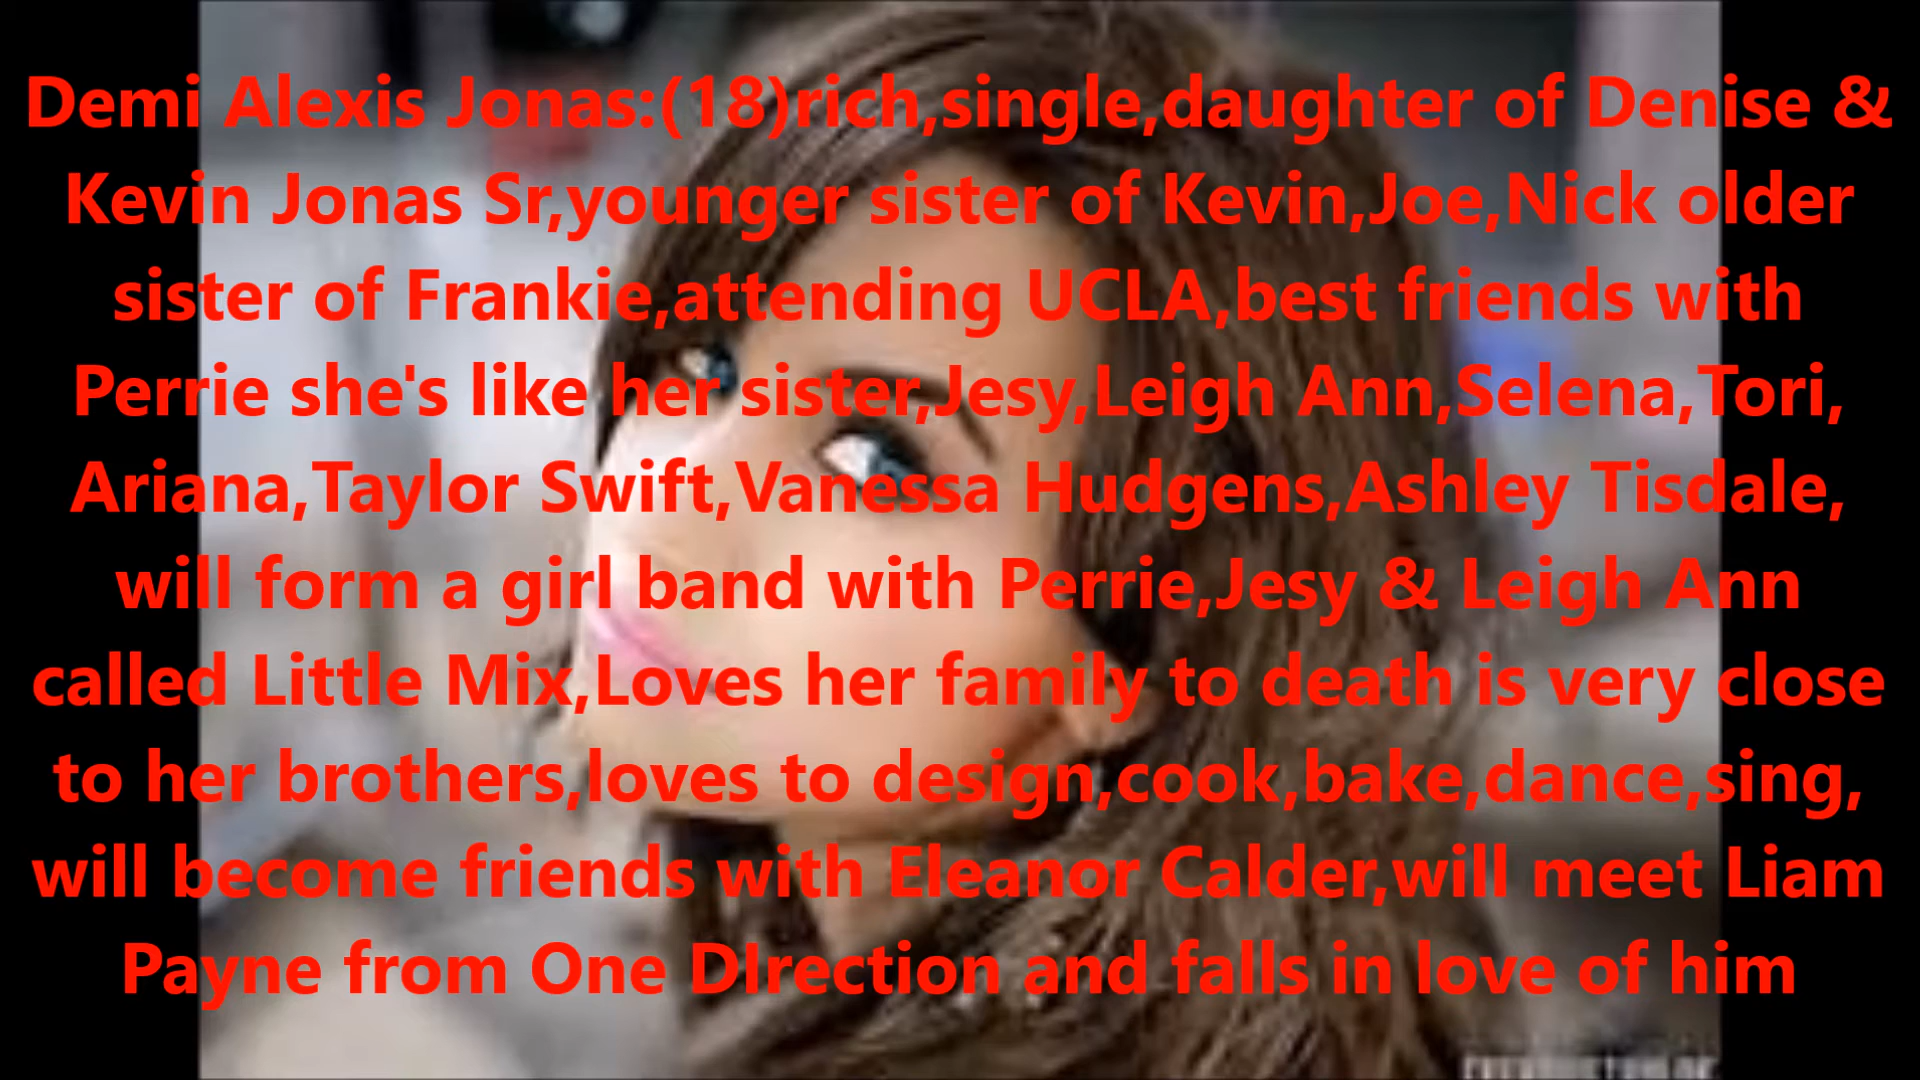 Demi Alexis Jonas:(18)rich,single,daughter of Denise &
Kevin Jonas Sr,younger sister of Kevin,Joe,Nick older
sister of Frankie,attending UCLA,best friends with
Perrie she's like her sister,Jesy,Leigh Ann,Selena,Tori,
Ariana,Taylor Swift,Vanessa Hudgens,Ashley Tisdale,
will form a girl band with Perrie,Jesy & Leigh Ann
called Little Mix,Loves her family to death is very close
to her brothers,loves to design,cook,bake,dance,sing,
will become friends with Eleanor Calder,will meet Liam
Payne from One DIrection and falls in love of him